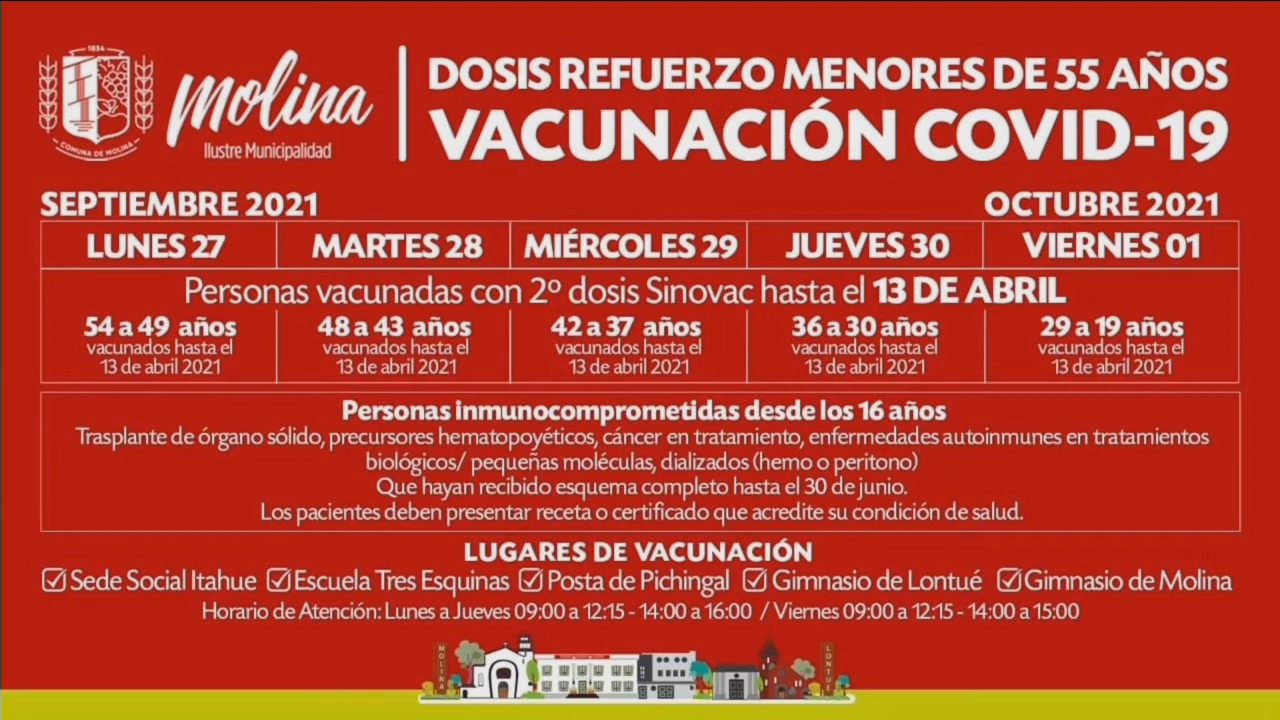 1834
COMUNA DE MOLINA
Molina
Ilustre Municipalidad
DOSIS REFUERZO MENORES DE 55 AÑOS
VACUNACIÓN COVID-19
SEPTIEMBRE 2021 OCTUBRE 2021
LUNES 27 MARTES 28 MIÉRCOLES 29 JUEVES 30 VIERNES 01
Personas vacunadas con 2º dosis Sinovac hasta el 13 DE ABRIL
54 a 49 años 48 a 43 años 42 a 37 años 36 a 30 años 29 a 19 años
vacunados hasta el vacunados hasta el vacunados hasta el vacunados hasta el vacunados hasta el
13 de abril 2021 13 de abril 2021 13 de abril 2021 13 de abril 2021 13 de abril 2021
Personas inmunocomprometidas desde los 16 años
Trasplante de órgano sólido, precursores hematopoyéticos, cáncer en tratamiento, enfermedades autoinmunes en tratamientos
biológicos/ pequeñas moléculas, dializados (hemo o peritono)
Que hayan recibido esquema completo hasta el 30 de junio.
Los pacientes deben presentar receta o certificado que acredite su condición de salud.
LUGARES DE VACUNACIÓN
Sede Social Itahue Escuela Tres Esquinas Posta de Pichingal Gimnasio de Lontué Gimnasio de Molina
Horario de Atención: Lunes a Jueves 09:00 a 12:15 - 14:00 a 16:00 / Viernes 09:00 a 12:15 - 14:00 a 15:00
MOLINA
LONTUÉ